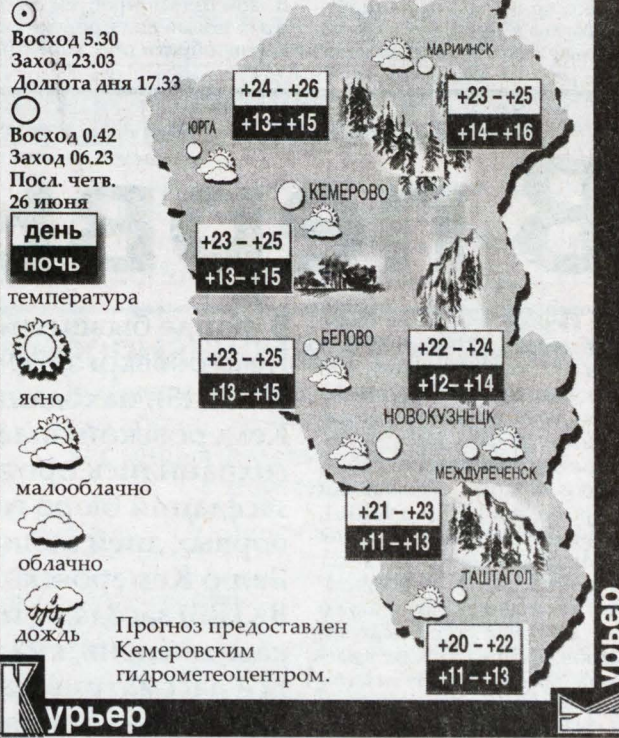 Восход 5.30
Заход 23.03
Долгота дня 17.33
Восход 0.42
Заход 06.23
Посл. четв.
26 июня
день
ночь
температура
ясно
малооблачно
облачно
дождь
МАРИИНСК
+24 - +26
+13– +15
+23 – +25
+14– +16
ЮРГА
КЕМЕРОВО
+23 – +25
+13– +15
БЕЛОВО
+23 – +25
+13 – +15
+22 – +24
+12– +14
НОВОКУЗНЕЦК
МЕЖДУРЕЧЕНСК
+21 – +23
+11 – +13
ТАШТАГОЛ
+20 – +22
+11 – +13
Прогноз предоставлен
Кемеровским
гидрометеоцентром.
Курьер
Курьер